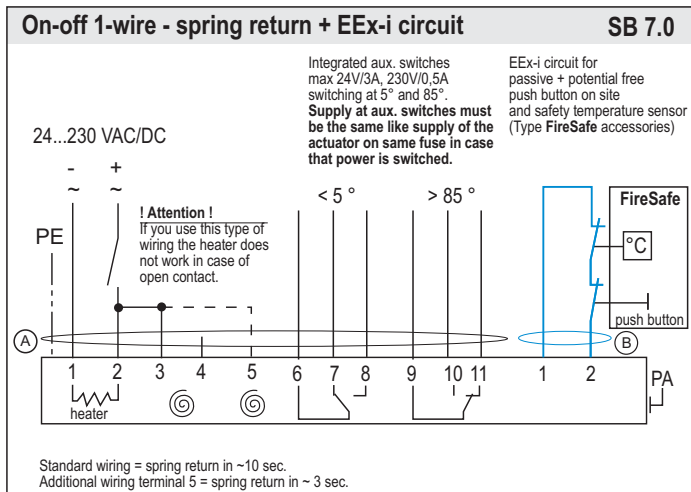 On-off 1-wire - spring return + EEx-i circuit
SB 7.0
Integrated aux. switches
max 24V/3A, 230V/0,5A
switching at 5° and 85°.
Supply at aux. switches must
be the same like supply of the
actuator on same fuse in case
that power is switched.
EEx-i circuit for
passive + potential free
push button on site
and safety temperature sensor
(Type FireSafe accessories)
24...230 VAC/DC
- +
~ ~
! Attention !
If you use this type of
wiring the heater does
not work in case of
open contact.
< 5 °
> 85 °
FireSafe
°C
push button
PE
A
B
1 2 3 4 5 6 7 8 9 10 11 1 2
PA
heater
Standard wiring = spring return in ~10 sec.
Additional wiring terminal 5 = spring return in ~ 3 sec.